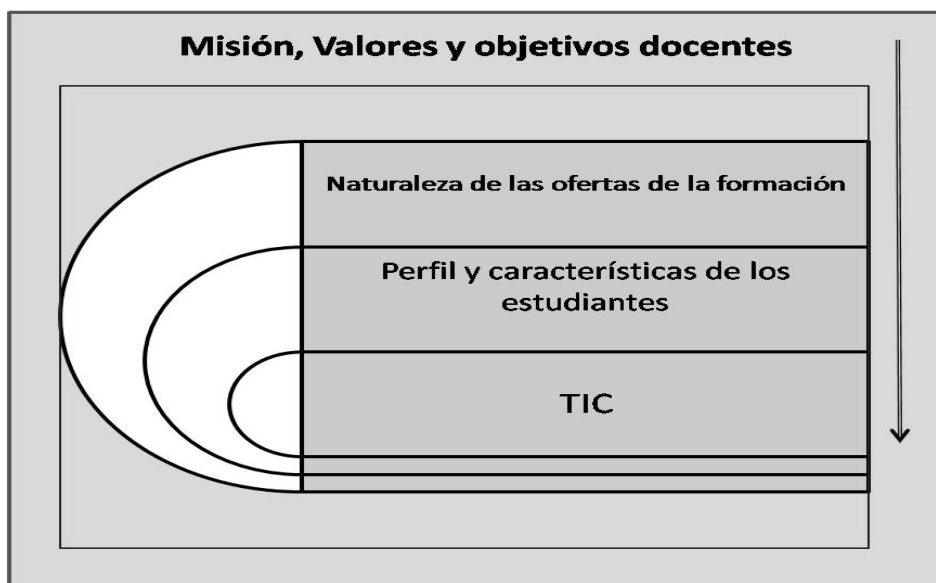 Misión, Valores y objetivos docentes
Naturaleza de las ofertas de la formación
Perfil y características de los
estudiantes
TIC